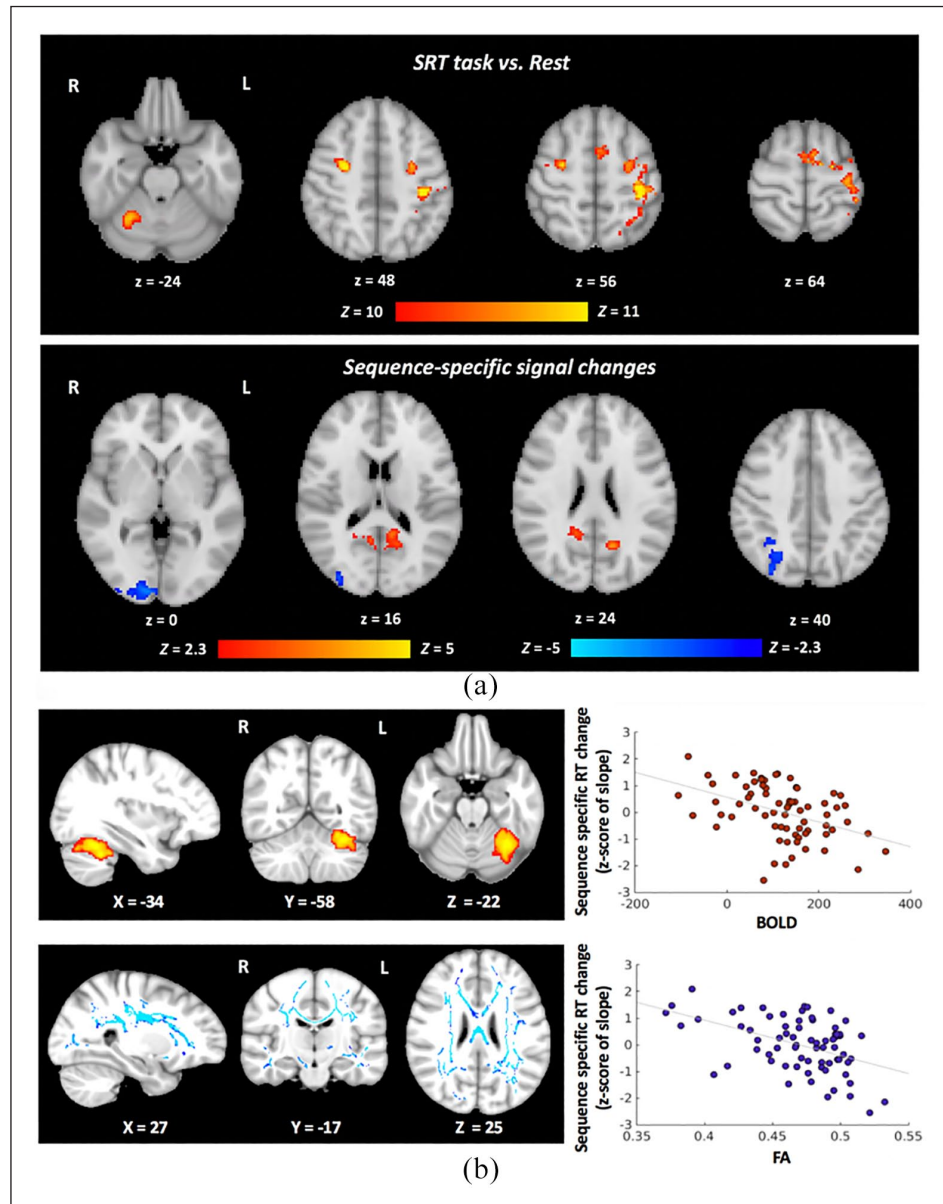 SRT task vs. Rest
R L
z = -24 z = 48 z = 56 z = 64
Z = 10 Z = 11
Sequence-specific signal changes
R L
z = 0 z = 16 z = 24 z = 40
Z = 2.3 Z = 5 Z = -5 Z = -2.3
(a)
R L
X = -34 Y = -58 Z = -22
Sequence specific RT change
(z-score of slope)
3
2
1
0
-1
-2
-3
-200 0 200 400
BOLD
R L
X = 27 Y = -17 Z = 25
Sequence specific RT change
(z-score of slope)
3
2
1
0
-1
-2
-3
0.35 0.4 0.45 0.5 0.55
FA
(b)